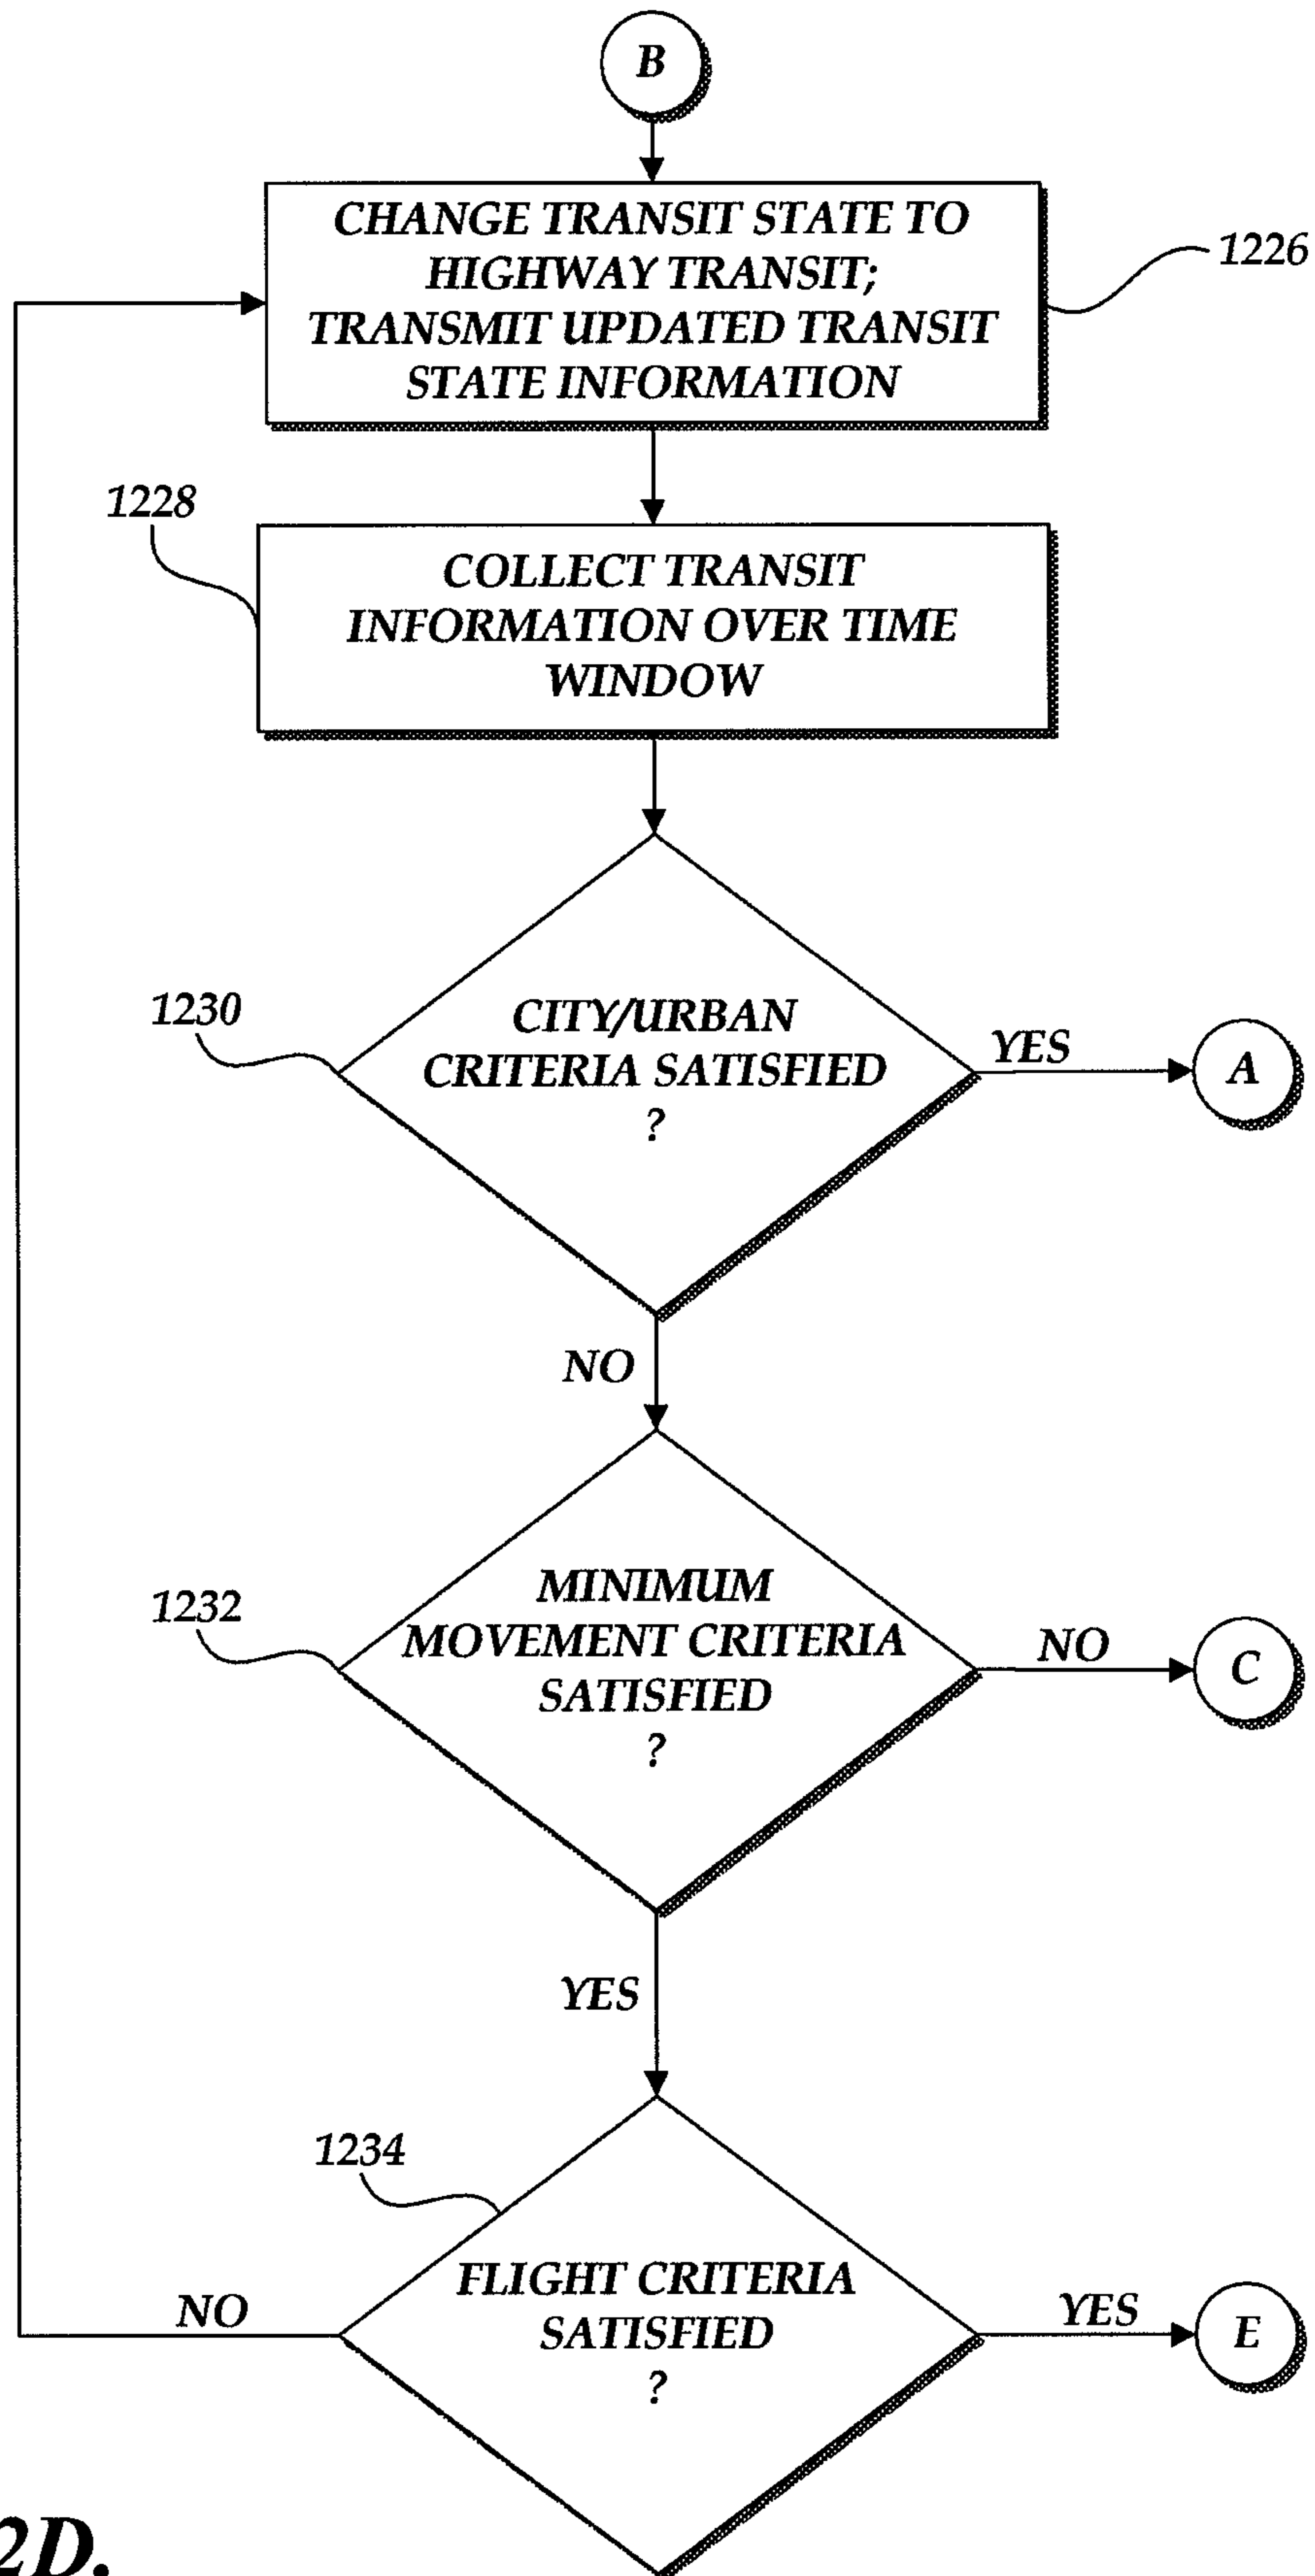 B
CHANGE TRANSIT STATE TO
HIGHWAY TRANSIT;
TRANSMIT UPDATED TRANSIT
STATE INFORMATION
1226
1228
COLLECT TRANSIT
INFORMATION OVER TIME
WINDOW
1230
CITY/URBAN
CRITERIA SATISFIED
?
YES
A
NO
1232
MINIMUM
MOVEMENT CRITERIA
SATISFIED
?
NO
C
YES
1234
FLIGHT CRITERIA
SATISFIED
?
NO
YES
E
2D.